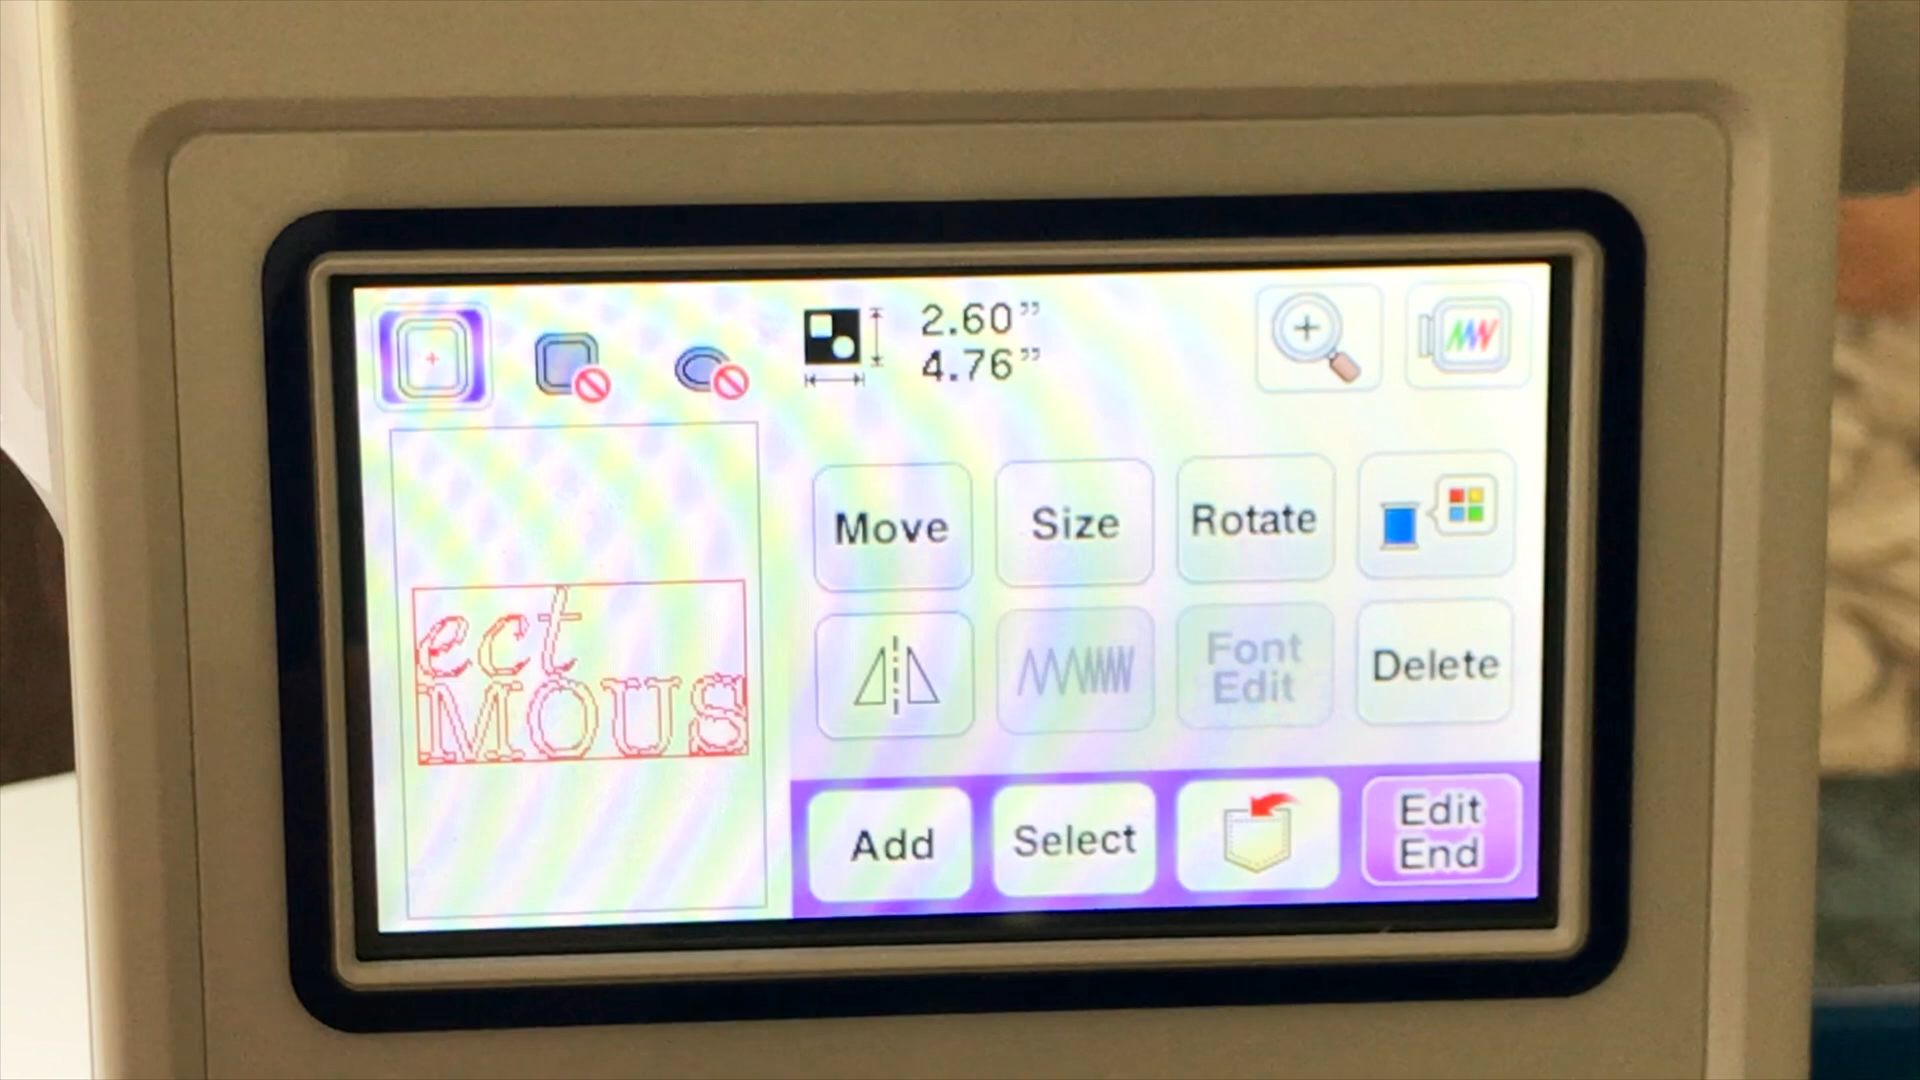 2.60"
4.76"
Move
Size
Rotate
Font
Edit
Delete
ect
MOUS
Add
Select
Edit
End